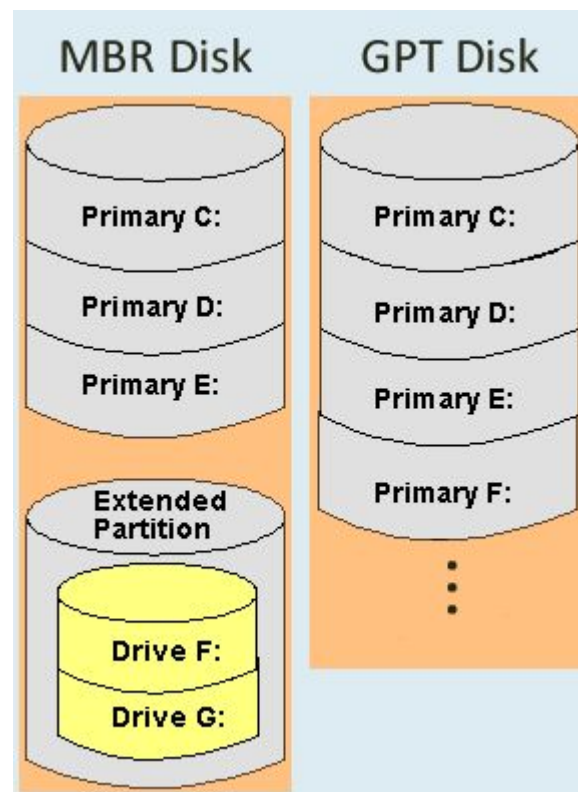 MBR Disk
Primary C:
Primary D:
Primary E:
Extended
Partition
Drive F:
Drive G:
GPT Disk
Primary C:
Primary D:
Primary E:
Primary F: